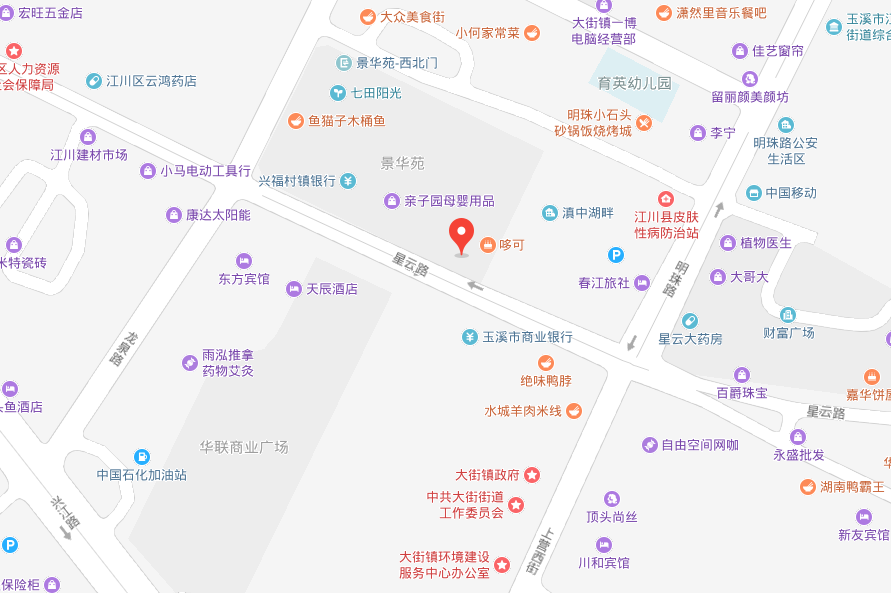 宏旺五金店
大众美食街
小何家常菜
大街镇一博
电脑经营部
潇然里音乐餐吧
玉溪市江
街道综合
区人力资源
社会保障局
江川区云鸿药店
景华苑-西北门
七田阳光
鱼猫子木桶鱼
育英幼儿园
佳艺窗帘
留丽颜美颜坊
明珠小石头
砂锅饭烧烤城
李宁
明珠路公安
生活区
江川建材市场
小马电动工具行
景华苑
兴福村镇银行
亲子园母婴用品
中国移动
康达太阳能
滇中湖畔
江川县皮肤
性病防治站
哆可
植物医生
米特瓷砖
东方宾馆
星云路
天辰酒店
春江旅社
明珠路
大哥大
龙泉路
玉溪市商业银行
星云大药房
财富广场
雨泓推拿
药物艾灸
绝味鸭脖
百爵珠宝
嘉华饼屋
头鱼酒店
水城羊肉米线
星云路
华联商业广场
自由空间网咖
永盛批发
中国石化加油站
大街镇政府
中共大街街道
工作委员会
湖南鸭霸王
兴江路
顶头尚丝
新友宾馆
上营西街
大街镇环境建设
服务中心办公室
川和宾馆
保险柜